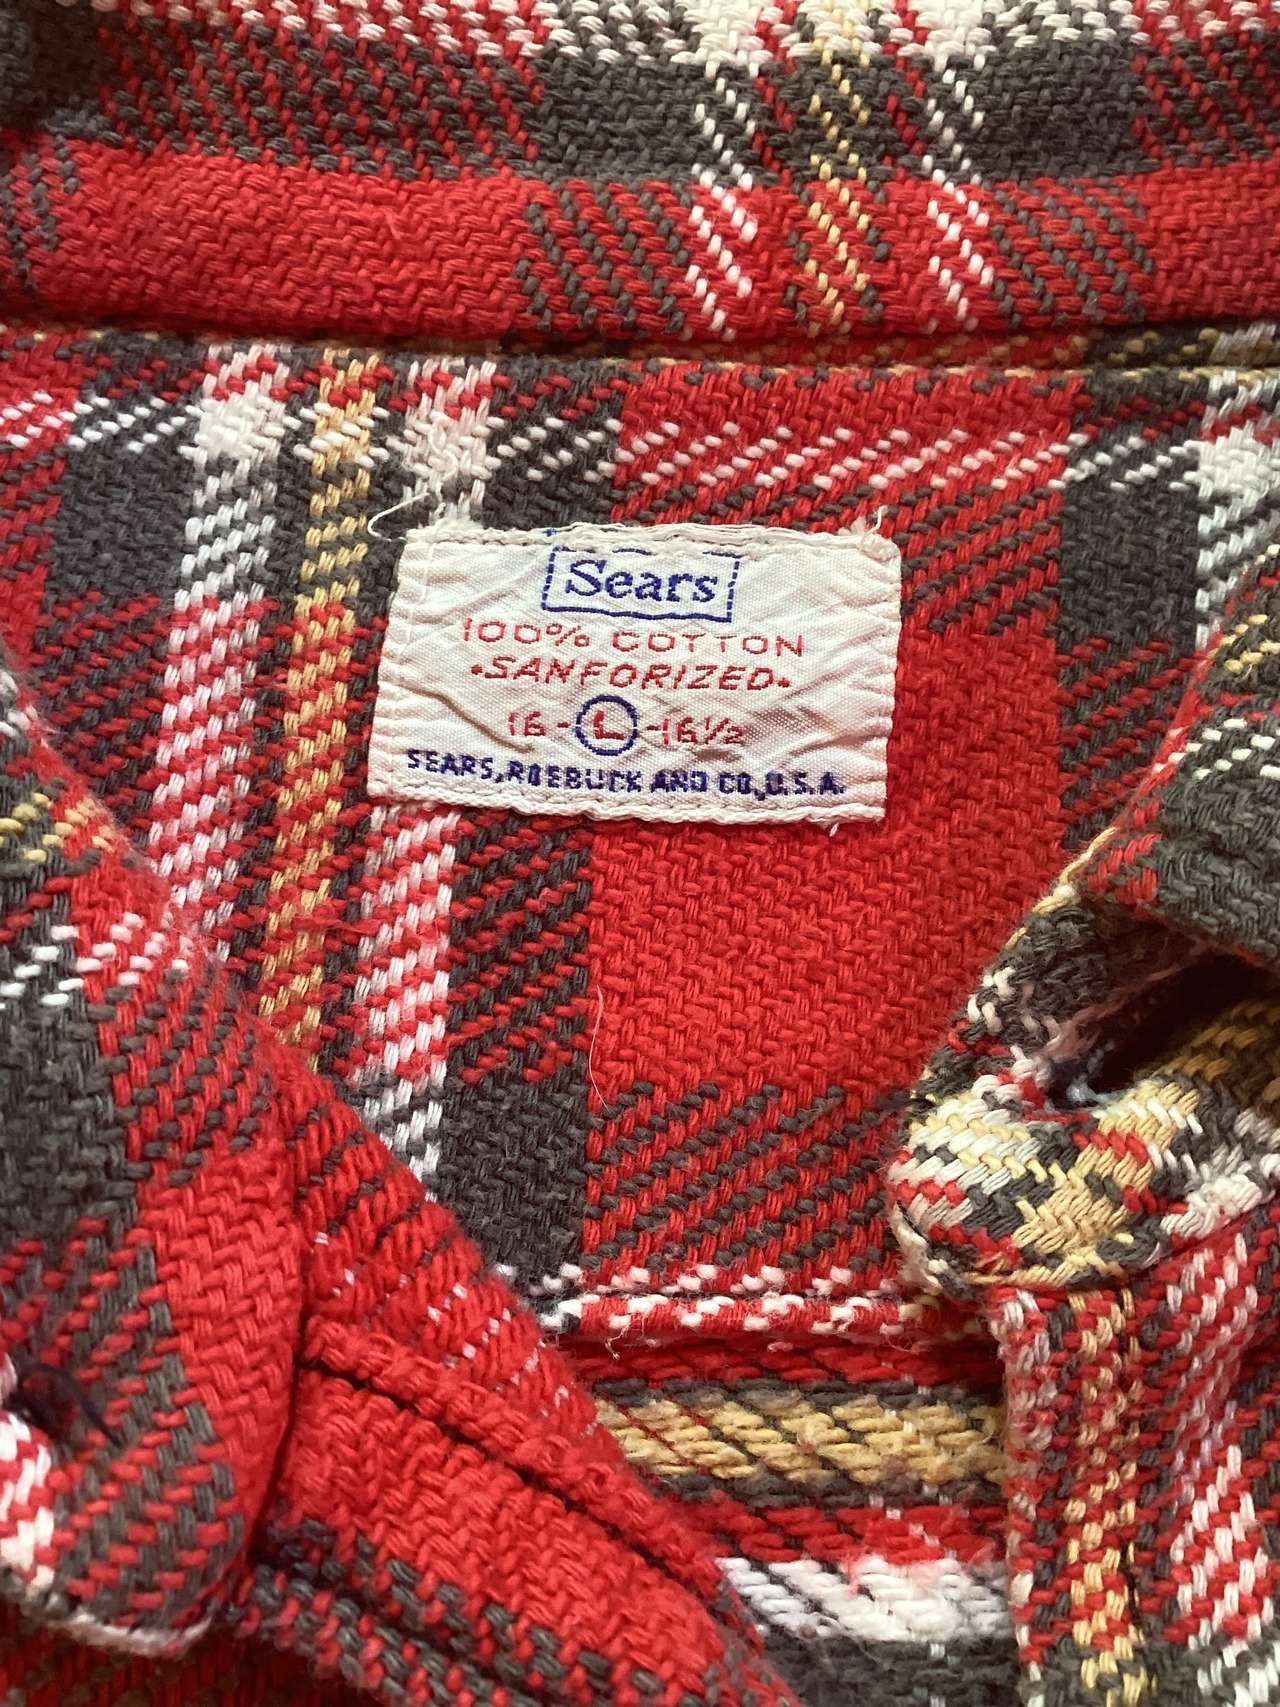 Sears
100% COTTON
•SANFORIZED•
16-L-16½
SEARS, ROEBUCK AND CO., U.S.A.